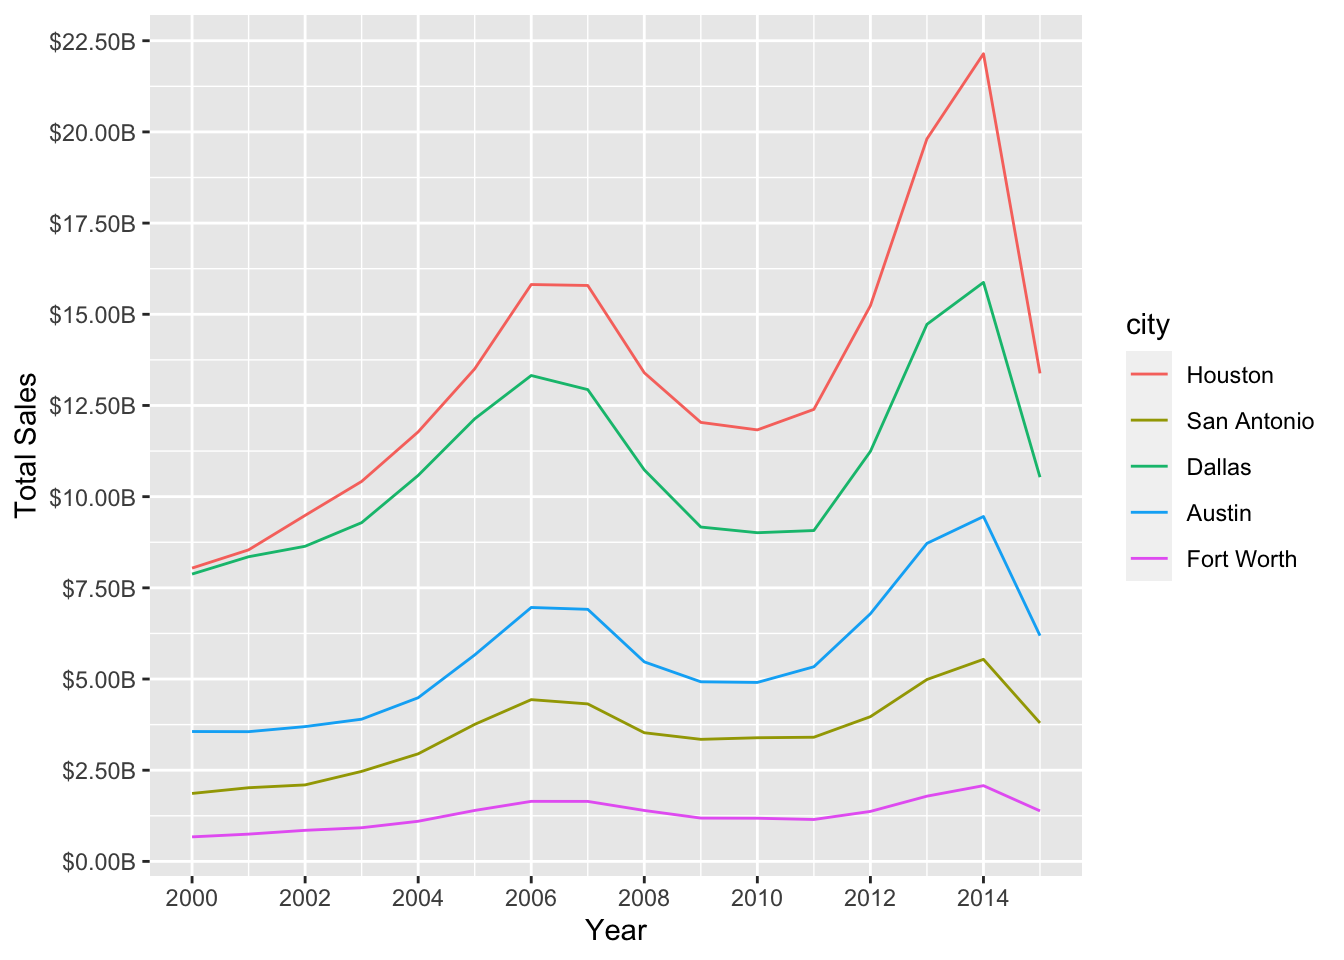 $22.50B
$20.00B
$17.50B
$15.00B
$12.50B
$10.00B
$7.50B
$5.00B
$2.50B
$0.00B
Total Sales
2000 2002 2004 2006 2008 2010 2012 2014
Year
city
Houston
San Antonio
Dallas
Austin
Fort Worth